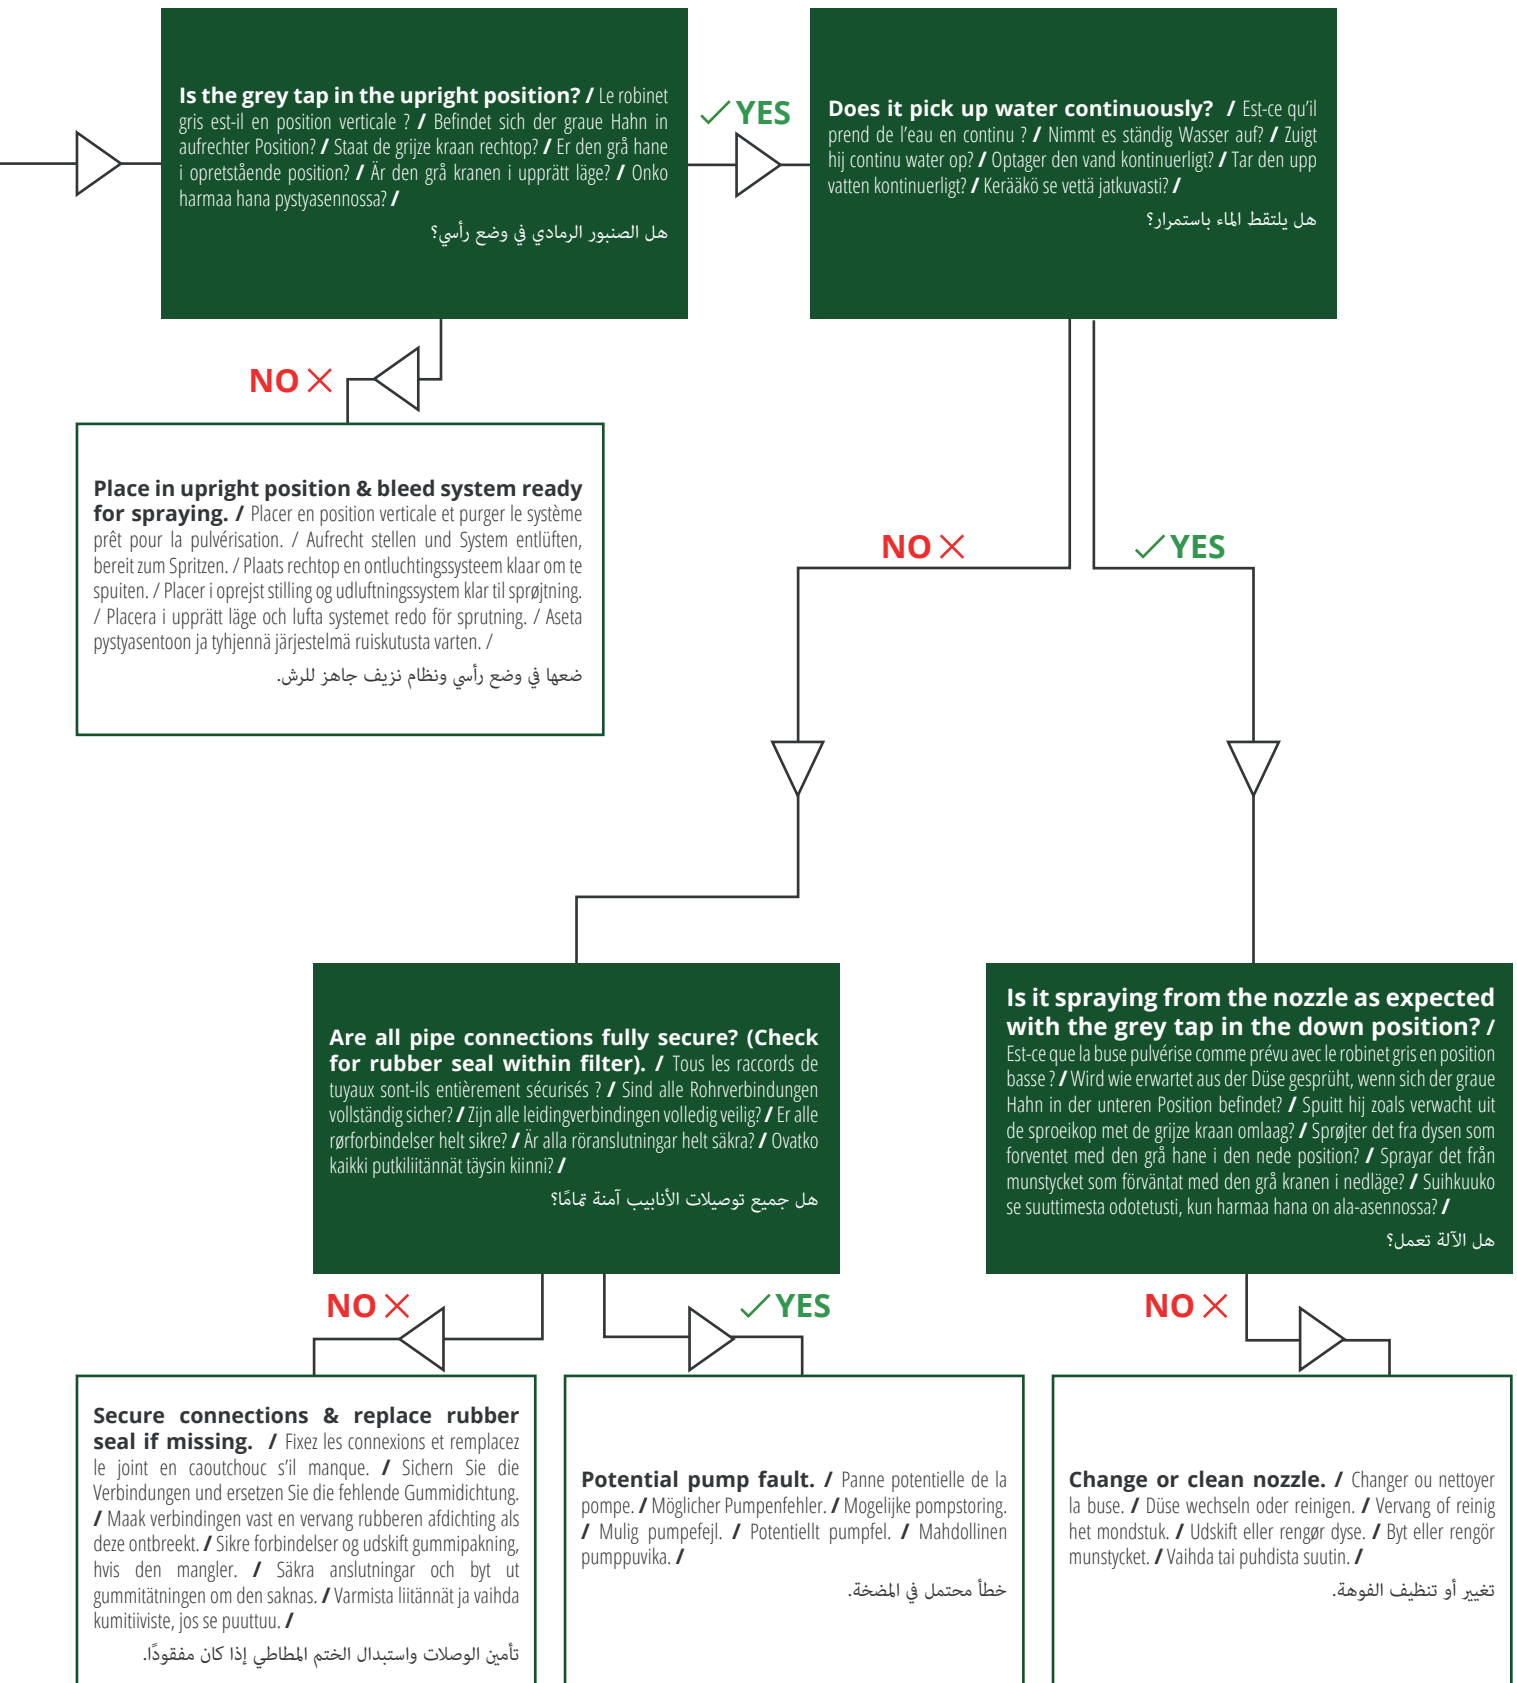 Is the grey tap in the upright position? / Le robinet
gris est-il en position verticale ? / Befindet sich der graue Hahn in
aufrechter Position? / Staat de grijze kraan rechtop? / Er den grå hane
i opretstående position? / Är den grå kranen i upprätt läge? / Onko
harmaa hana pystyasennossa? /
هل الصنبور الرمادي في وضع رأسي؟
YES
Does it pick up water continuously? / Est-ce qu'il
prend de l'eau en continu ? / Nimmt es ständig Wasser auf? / Zuigt
hij continu water op? / Optager den vand kontinuerligt? / Tar den upp
vatten kontinuerligt? / Kerääkö se vettä jatkuvasti? /
هل يلتقط الماء باستمرار؟
NO
Place in upright position & bleed system ready
for spraying. / Placer en position verticale et purger le système
prêt pour la pulvérisation. / Aufrecht stellen und System entlüften,
bereit zum Spritzen. / Plaats rechtop en ontluchtingssysteem klaar om te
spuiten. / Placer i oprejst stilling og udluftningssystem klar til sprøjtning.
/ Placera i upprätt läge och lufta systemet redo för sprutning. / Aseta
pystyasentoon ja tyhjennä järjestelmä ruiskutusta varten. /
ضعها في وضع رأسي ونظام نزيف جاهز للرش.
NO
YES
Are all pipe connections fully secure? (Check
for rubber seal within filter). / Tous les raccords de
tuyaux sont-ils entièrement sécurisés ? / Sind alle Rohrverbindungen
vollständig sicher? / Zijn alle leidingverbindingen volledig veilig? / Er alle
rørforbindelser helt sikre? / Är alla röranslutningar helt säkra? / Ovatko
kaikki putkiliitännät täysin kiinni? /
هل جميع توصيلات الأنابيب آمنة تمامًا؟
Is it spraying from the nozzle as expected
with the grey tap in the down position? /
Est-ce que la buse pulvérise comme prévu avec le robinet gris en position
basse ? / Wird wie erwartet aus der Düse gesprüht, wenn sich der graue
Hahn in der unteren Position befindet? / Spuitt hij zoals verwacht uit
de sproeikop met de grijze kraan omlaag? / Sprøjter det fra dysen som
forventet med den grå hane i den nede position? / Sprayar det från
munstycket som förväntat med den grå kranen i nedläge? / Suihkuuko
se suuttimesta odotetusti, kun harmaa hana on ala-asennossa? /
هل الآلة تعمل؟
NO
YES
NO
Secure connections & replace rubber
seal if missing. / Fixez les connexions et remplacez
le joint en caoutchouc s'il manque. / Sichern Sie die
Verbindungen und ersetzen Sie die fehlende Gummidichtung.
/ Maak verbindingen vast en vervang rubberen afdichting als
deze ontbreekt. / Sikre forbindelser og udskift gummipakning,
hvis den mangler. / Säkra anslutningar och byt ut
gummitätningen om den saknas. / Varmista liitännät ja vaihda
kumitiiviste, jos se puuttuu. /
تأمين الوصلات واستبدال الختم المطاطي إذا كان مفقودًا.
Potential pump fault. / Panne potentielle de la
pompe. / Möglicher Pumpenfehler. / Mogelijke pompstoring.
/ Mulig pumpefejl. / Potentiellt pumpfel. / Mahdollinen
pumppuvika. /
خطأ محتمل في المضخة.
Change or clean nozzle. / Changer ou nettoyer
la buse. / Düse wechseln oder reinigen. / Vervang of reinig
het mondstuk. / Udskift eller rengør dyse. / Byt eller rengör
munstycket. / Vaihda tai puhdista suutin. /
تغيير أو تنظيف الفوهة.